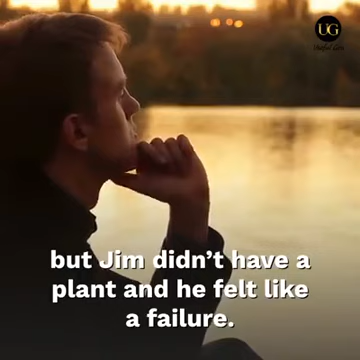 UG
but Jim didn't have a
plant and he felt like
a failure.